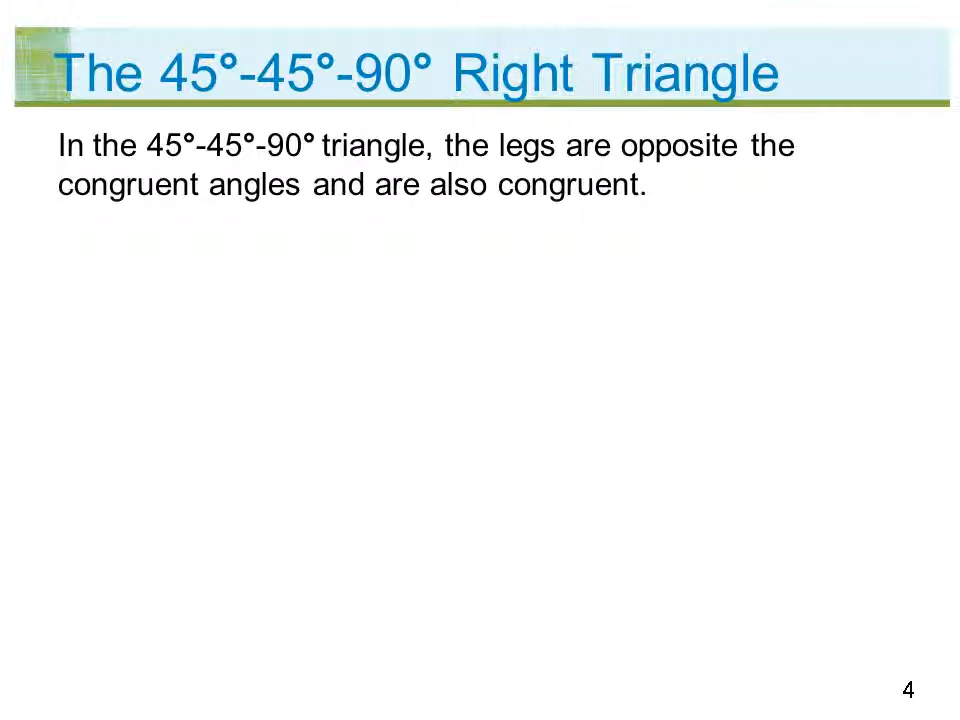 The 45°-45°-90° Right Triangle
In the 45°-45°-90° triangle, the legs are opposite the
congruent angles and are also congruent.
4